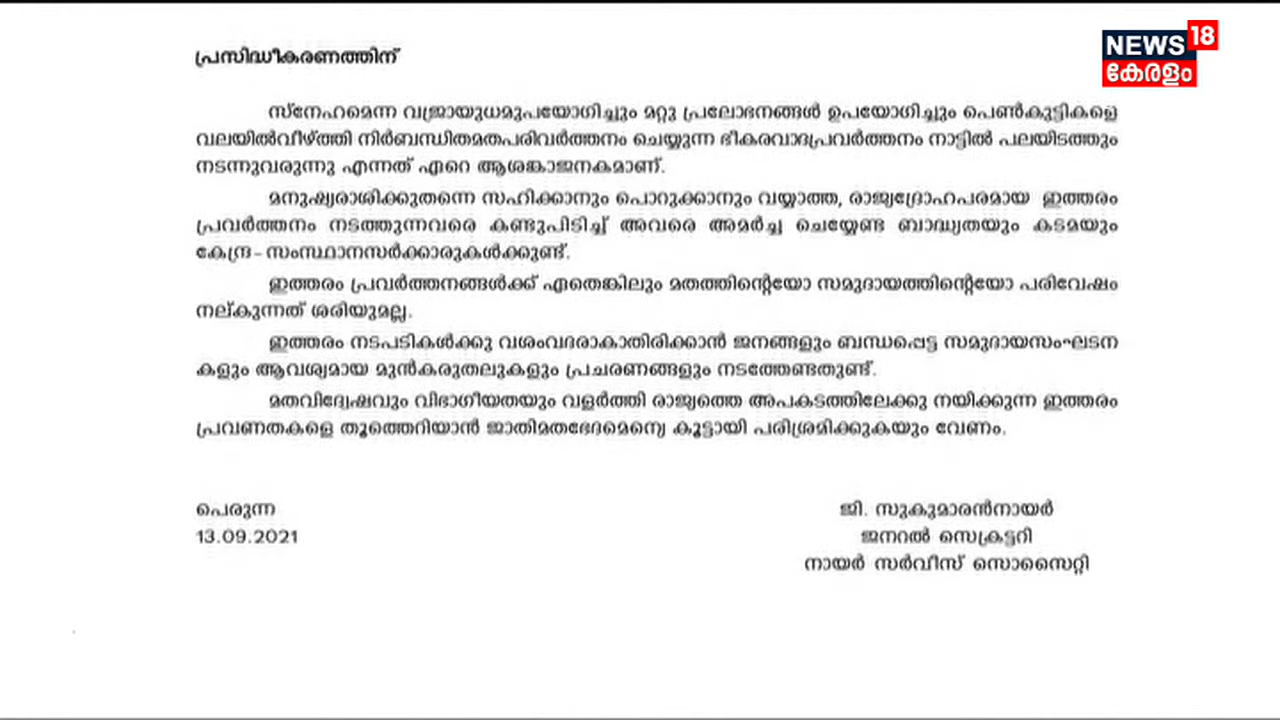 NEWS 18
കേരളം
പ്രസിദ്ധീകരണത്തിന്
സ്നേഹമെന്ന വജ്രായുധമുപയോഗിച്ചും മറ്റു പ്രലോഭനങ്ങൾ ഉപയോഗിച്ചും പെൺകുട്ടികളെ
വലയിൽവീഴ്ത്തി നിർബന്ധിതമതപരിവർത്തനം ചെയ്യുന്ന ഭീകരവാദപ്രവർത്തനം നാട്ടിൽ പലയിടത്തും
നടന്നുവരുന്നു എന്നത് ഏറെ ആശങ്കാജനകമാണ്.
മനുഷ്യരാശിക്കുതന്നെ സഹിക്കാനും പൊറുക്കാനും വയ്യാത്ത, രാജ്യദ്രോഹപരമായ ഇത്തരം
പ്രവർത്തനം നടത്തുന്നവരെ കണ്ടുപിടിച്ച് അവരെ അമർച്ച ചെയ്യേണ്ട ബാദ്ധ്യതയും കടമയും
കേന്ദ്ര-സംസ്ഥാനസർക്കാരുകൾക്കുണ്ട്.
ഇത്തരം പ്രവർത്തനങ്ങൾക്ക് ഏതെങ്കിലും മതത്തിന്റെയോ സമുദായത്തിന്റെയോ പരിവേഷം
നല്കുന്നത് ശരിയുമല്ല.
ഇത്തരം നടപടികൾക്കു വശംവദരാകാതിരിക്കാൻ ജനങ്ങളും ബന്ധപ്പെട്ട സമുദായസംഘടന
കളും ആവശ്യമായ മുൻകരുതലുകളും പ്രചരണങ്ങളും നടത്തേണ്ടതുണ്ട്.
മതവിദ്വേഷവും വിഭാഗീയതയും വളർത്തി രാജ്യത്തെ അപകടത്തിലേക്കു നയിക്കുന്ന ഇത്തരം
പ്രവണതകളെ തൂത്തെറിയാൻ ജാതിമതഭേദമെന്യെ കൂട്ടായി പരിശ്രമിക്കുകയും വേണം.
പെരുന്ന
13.09.2021
ജി. സുകുമാരൻനായർ
ജനറൽ സെക്രട്ടറി
നായർ സർവീസ് സൊസൈറ്റി